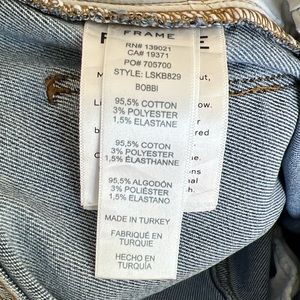 FRAME
RN# 139021
CA# 19371
PO# 705700
STYLE: LSKB829
BOBBI
95,5% COTTON
3% POLYESTER
1,5% ELASTANE
95,5% COTON
3% POLYESTER
1,5% ÉLASTHANNE
95,5% ALGODÓN
3% POLIÉSTER
1,5% ELASTANO
MADE IN TURKEY
FABRIQUÉ EN
TURQUIE
HECHO EN
TURQUÍA